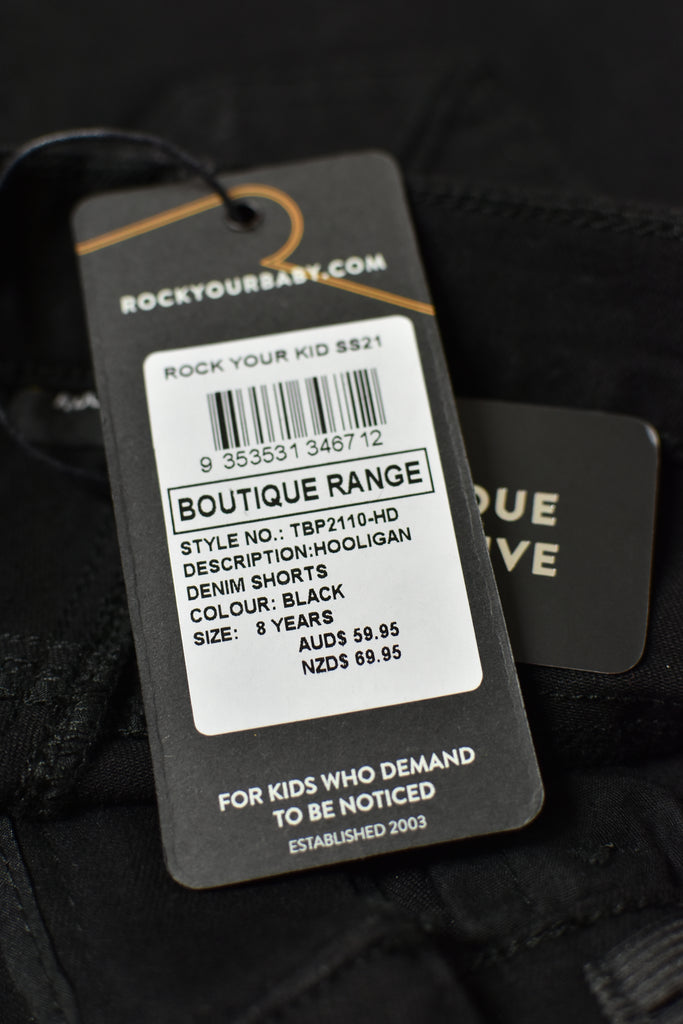 ROCKYOURBABY.COM
ROCK YOUR KID SS21
9 353531 346712
BOUTIQUE RANGE
STYLE NO.: TBP2110-HD
DESCRIPTION:HOOLIGAN
DENIM SHORTS
COLOUR: BLACK
SIZE: 8 YEARS
AUD$ 59.95
NZD$ 69.95
FOR KIDS WHO DEMAND
TO BE NOTICED
ESTABLISHED 2003